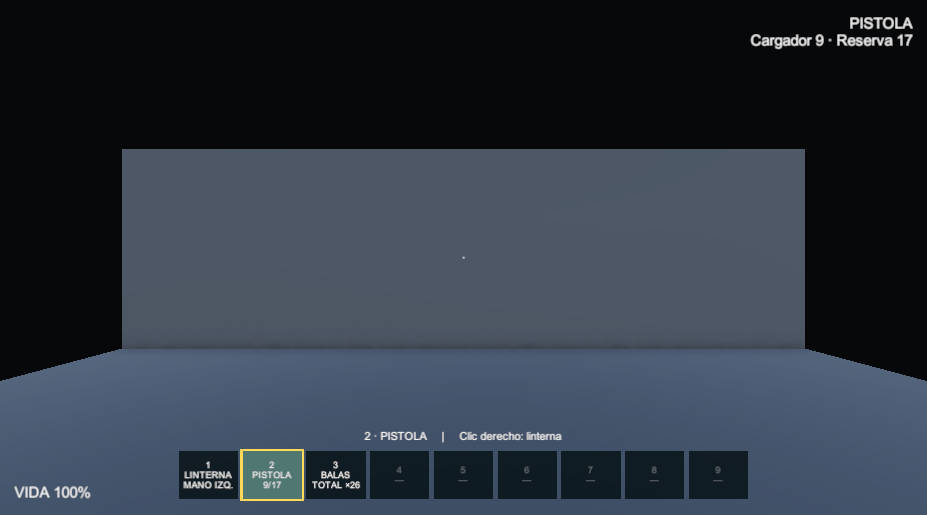 PISTOLA
Cargador 9 · Reserva 17
2 · PISTOLA | Clic derecho: linterna
1
LINTERNA
MANO IZQ.
2
PISTOLA
9/17
3
BALAS
TOTAL ×26
4
—
5
—
6
—
7
—
8
—
9
—
VIDA 100%